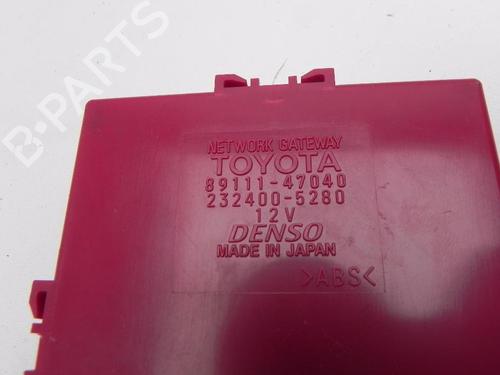 B-PARTS
NETWORK GATEWAY
TOYOTA
89111-47040
232400-5280
12V
DENSO
MADE IN JAPAN
>ABS<